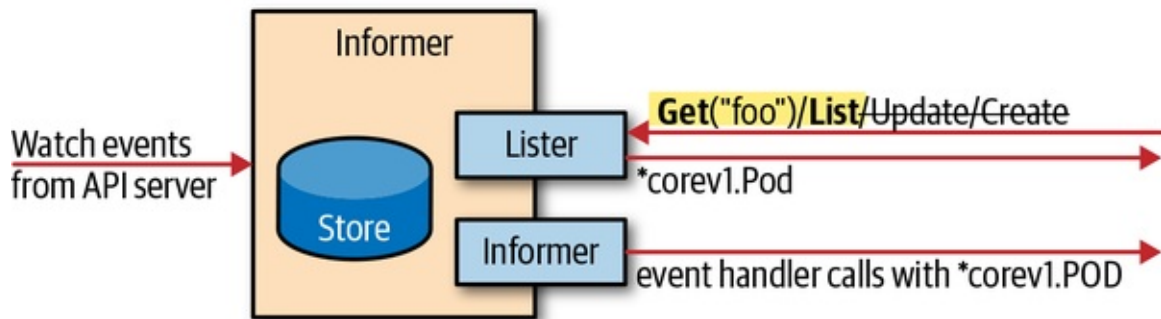 Informer
Get("foo")/List/Update/Create
Watch events
from API server
Lister
*corev1.Pod
Store
Informer
event handler calls with *corev1.POD